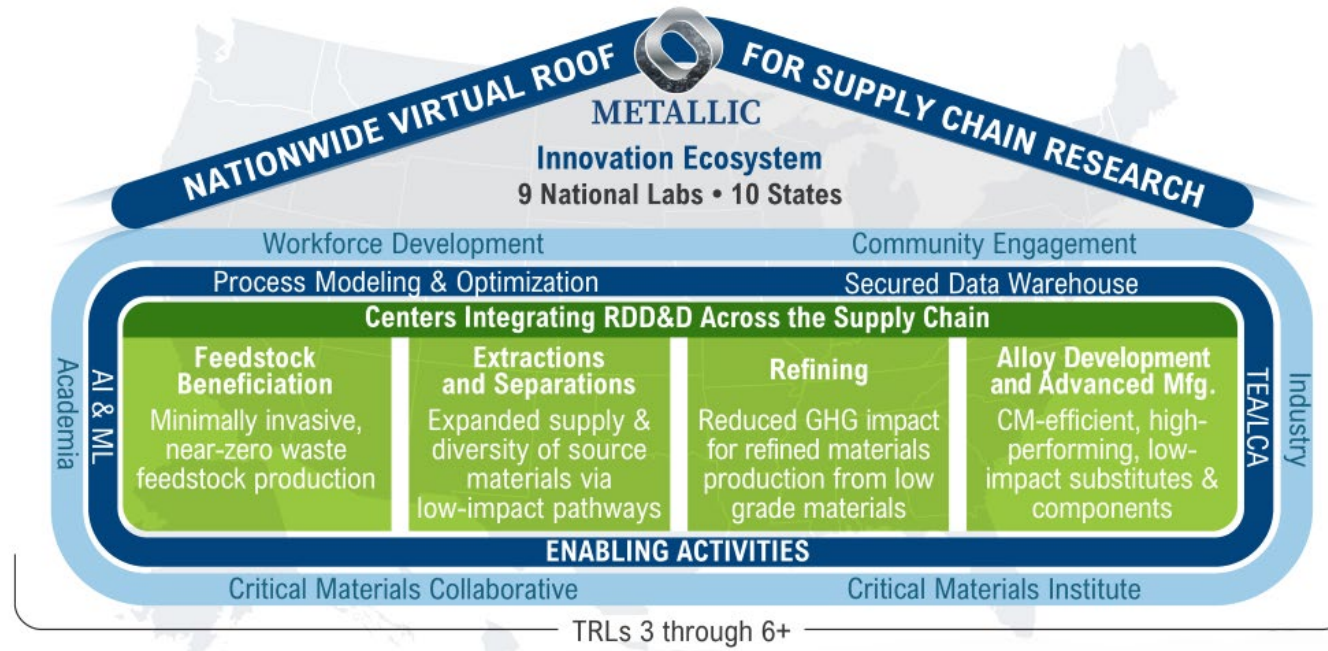 NATIONWIDE VIRTUAL ROOF
FOR SUPPLY CHAIN RESEARCH
METALLIC
Innovation Ecosystem
9 National Labs • 10 States
Workforce Development
Community Engagement
Process Modeling & Optimization
Secured Data Warehouse
Academia
AI & ML
Centers Integrating RDD&D Across the Supply Chain
Feedstock
Beneficiation
Minimally invasive,
near-zero waste
feedstock production
Extractions
and Separations
Expanded supply &
diversity of source
materials via
low-impact pathways
Refining
Reduced GHG impact
for refined materials
production from low
grade materials
Alloy Development
and Advanced Mfg.
CM-efficient, high-
performing, low-
impact substitutes &
components
TEA/LCA
Industry
ENABLING ACTIVITIES
Critical Materials Collaborative
Critical Materials Institute
TRLs 3 through 6+